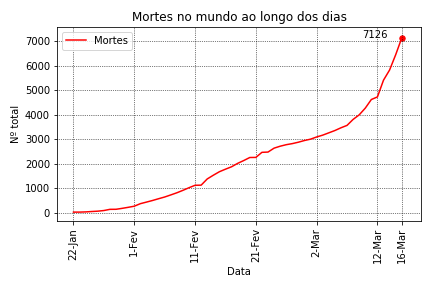 Mortes no mundo ao longo dos dias
7126
Mortes
Nº total
7000
6000
5000
4000
3000
2000
1000
0
22-Jan
1-Fev
11-Fev
21-Fev
2-Mar
12-Mar
16-Mar
Data